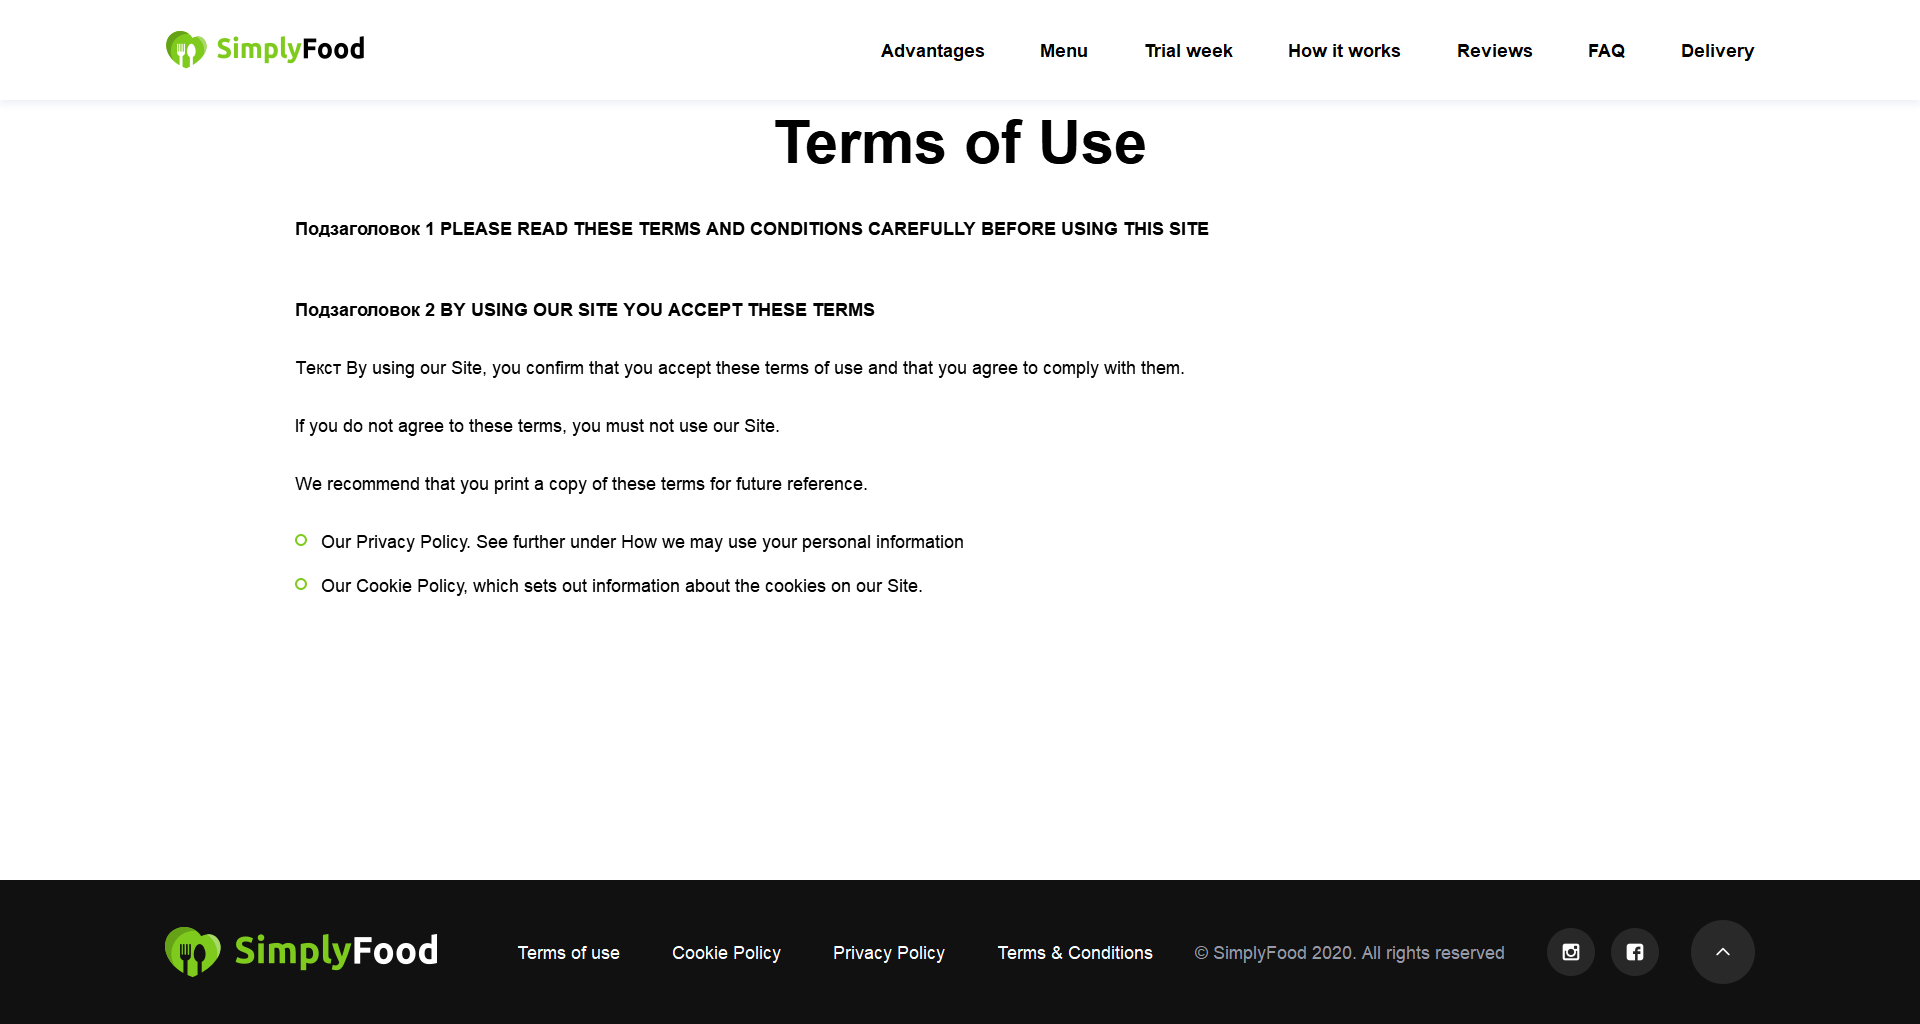 SimplyFood
Advantages Menu Trial week How it works Reviews FAQ Delivery
Terms of Use
Подзаголовок 1 PLEASE READ THESE TERMS AND CONDITIONS CAREFULLY BEFORE USING THIS SITE
Подзаголовок 2 BY USING OUR SITE YOU ACCEPT THESE TERMS
Текст By using our Site, you confirm that you accept these terms of use and that you agree to comply with them.
If you do not agree to these terms, you must not use our Site.
We recommend that you print a copy of these terms for future reference.
Our Privacy Policy. See further under How we may use your personal information
Our Cookie Policy, which sets out information about the cookies on our Site.
SimplyFood Terms of use Cookie Policy Privacy Policy Terms & Conditions © SimplyFood 2020. All rights reserved